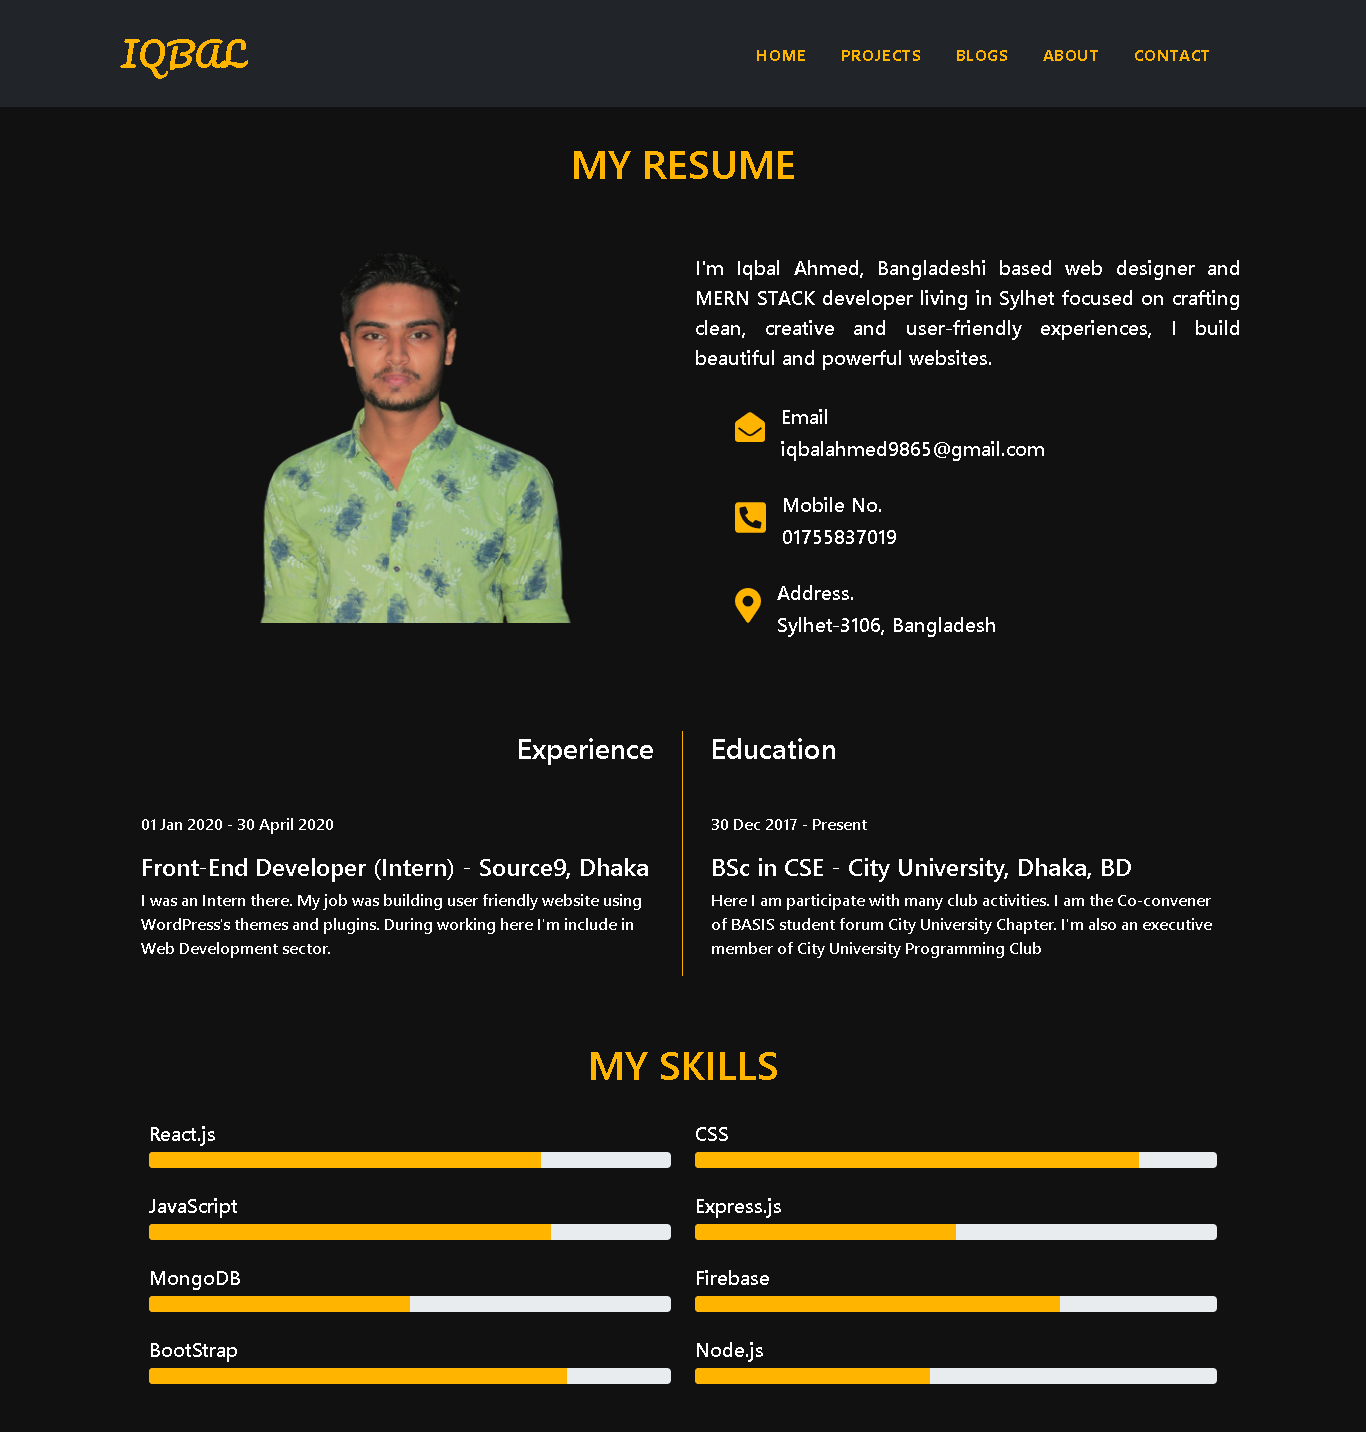 IQBAL
HOME PROJECTS BLOGS ABOUT CONTACT
MY RESUME
I'm Iqbal Ahmed, Bangladeshi based web designer and
MERN STACK developer living in Sylhet focused on crafting
clean, creative and user-friendly experiences, I build
beautiful and powerful websites.
Email
iqbalahmed9865@gmail.com
Mobile No.
01755837019
Address.
Sylhet-3106, Bangladesh
Experience
01 Jan 2020 - 30 April 2020
Front-End Developer (Intern) - Source9, Dhaka
I was an Intern there. My job was building user friendly website using
WordPress's themes and plugins. During working here I'm include in
Web Development sector.
Education
30 Dec 2017 - Present
BSc in CSE - City University, Dhaka, BD
Here I am participate with many club activities. I am the Co-convener
of BASIS student forum City University Chapter. I'm also an executive
member of City University Programming Club
MY SKILLS
React.js
CSS
JavaScript
Express.js
MongoDB
Firebase
BootStrap
Node.js